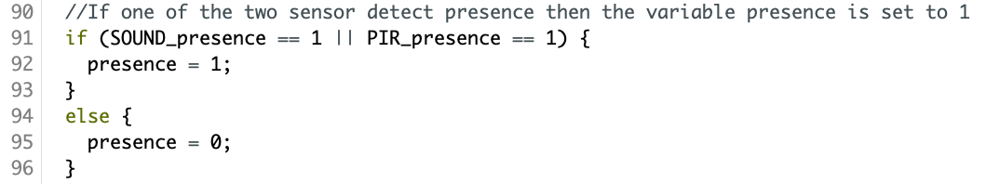 90 //If one of the two sensor detect presence then the variable presence is set to 1
91 if (SOUND_presence == 1 || PIR_presence == 1) {
92 presence = 1;
93 }
94 else {
95 presence = 0;
96 }